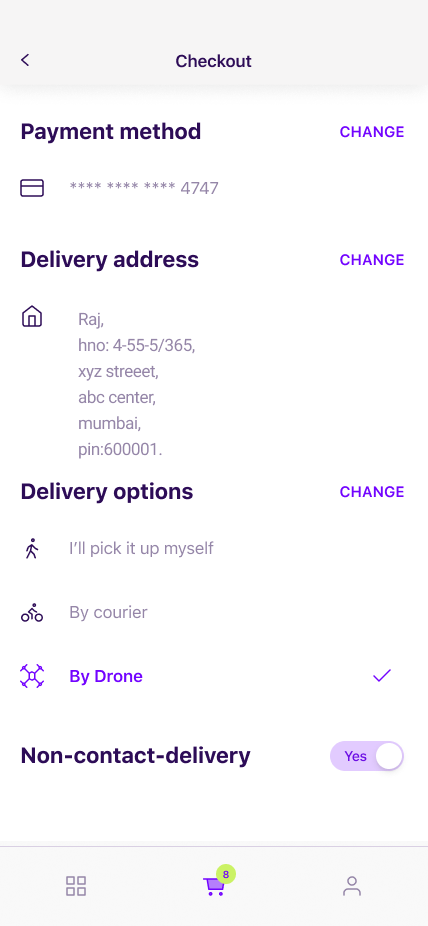 Checkout
Payment method CHANGE
**** **** **** 4747
Delivery address CHANGE
Raj,
hno: 4-55-5/365,
xyz streeet,
abc center,
mumbai,
pin:600001.
Delivery options CHANGE
I’ll pick it up myself
By courier
By Drone
Non-contact-delivery Yes
8